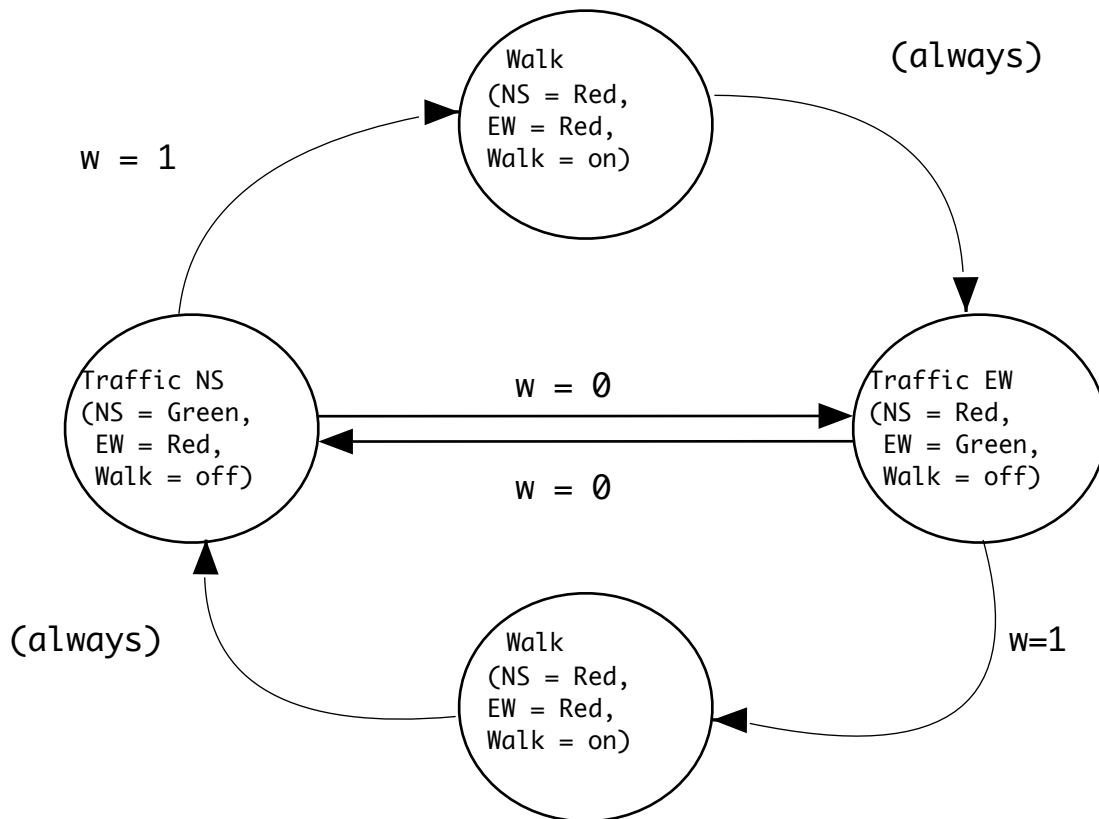 Walk
(NS = Red,
EW = Red,
Walk = on)
(always)
w = 1
Traffic NS
(NS = Green,
EW = Red,
Walk = off)
w = 0
w = 0
Traffic EW
(NS = Red,
EW = Green,
Walk = off)
(always)
Walk
(NS = Red,
EW = Red,
Walk = on)
w=1